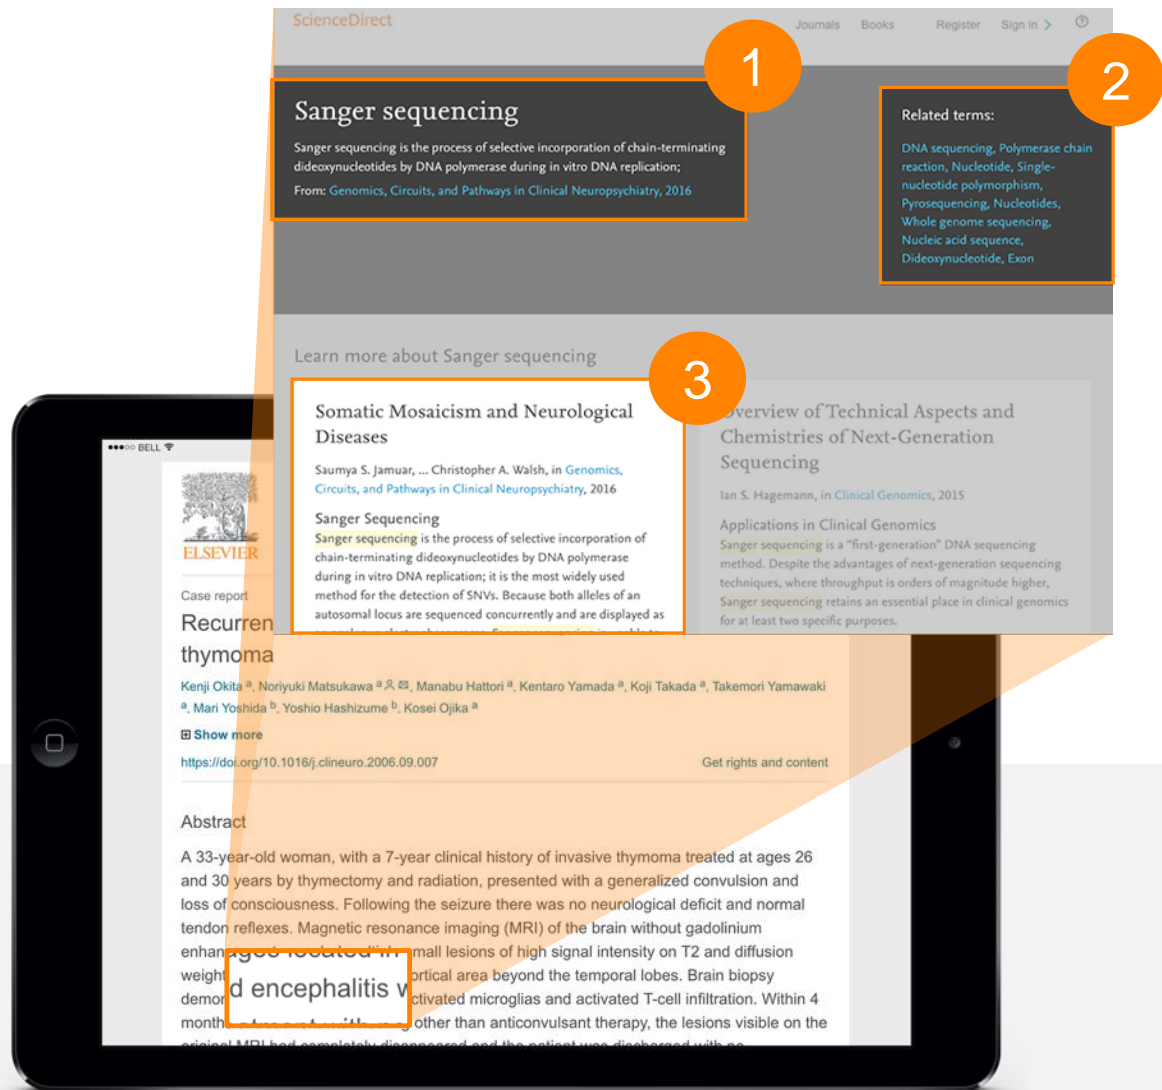 ScienceDirect
Journals Books Register Sign in > ?
1
2
Sanger sequencing
Sanger sequencing is the process of selective incorporation of chain-terminating
dideoxynucleotides by DNA polymerase during in vitro DNA replication;
From: Genomics, Circuits, and Pathways in Clinical Neuropsychiatry, 2016
Related terms:
DNA sequencing, Polymerase chain
reaction, Nucleotide, Single-
nucleotide polymorphism,
Pyrosequencing, Nucleotides,
Whole genome sequencing,
Nucleic acid sequence,
Dideoxynucleotide, Exon
Learn more about Sanger sequencing
3
Somatic Mosaicism and Neurological
Diseases
Saumya S. Jamuar, ... Christopher A. Walsh, in Genomics,
Circuits, and Pathways in Clinical Neuropsychiatry, 2016
Sanger Sequencing
Sanger sequencing is the process of selective incorporation of
chain-terminating dideoxynucleotides by DNA polymerase
during in vitro DNA replication; it is the most widely used
method for the detection of SNVs. Because both alleles of an
autosomal locus are sequenced concurrently and are displayed as
Overview of Technical Aspects and
Chemistries of Next-Generation
Sequencing
Ian S. Hagemann, in Clinical Genomics, 2015
Applications in Clinical Genomics
Sanger sequencing is a "first-generation" DNA sequencing
method. Despite the advantages of next-generation sequencing
techniques, where throughput is orders of magnitude higher,
Sanger sequencing retains an essential place in clinical genomics
for at least two specific purposes.
BELL
ELSEVIER
Case report
Recurren
thymoma
Kenji Okita a, Noriyuki Matsukawa a, Manabu Hattori a, Kentaro Yamada a, Koji Takada a, Takemori Yamawaki
a, Mari Yoshida b, Yoshio Hashizume b, Kosei Ojika a
Show more
https://doi.org/10.1016/j.clineuro.2006.09.007 Get rights and content
Abstract
A 33-year-old woman, with a 7-year clinical history of invasive thymoma treated at ages 26
and 30 years by thymectomy and radiation, presented with a generalized convulsion and
loss of consciousness. Following the seizure there was no neurological deficit and normal
tendon reflexes. Magnetic resonance imaging (MRI) of the brain without gadolinium
enhan small lesions of high signal intensity on T2 and diffusion
weight ortical area beyond the temporal lobes. Brain biopsy
d encephalitis w
demon ctivated microglias and activated T-cell infiltration. Within 4
month other than anticonvulsant therapy, the lesions visible on the
original MRI had completely disappeared and the patient was discharged with no